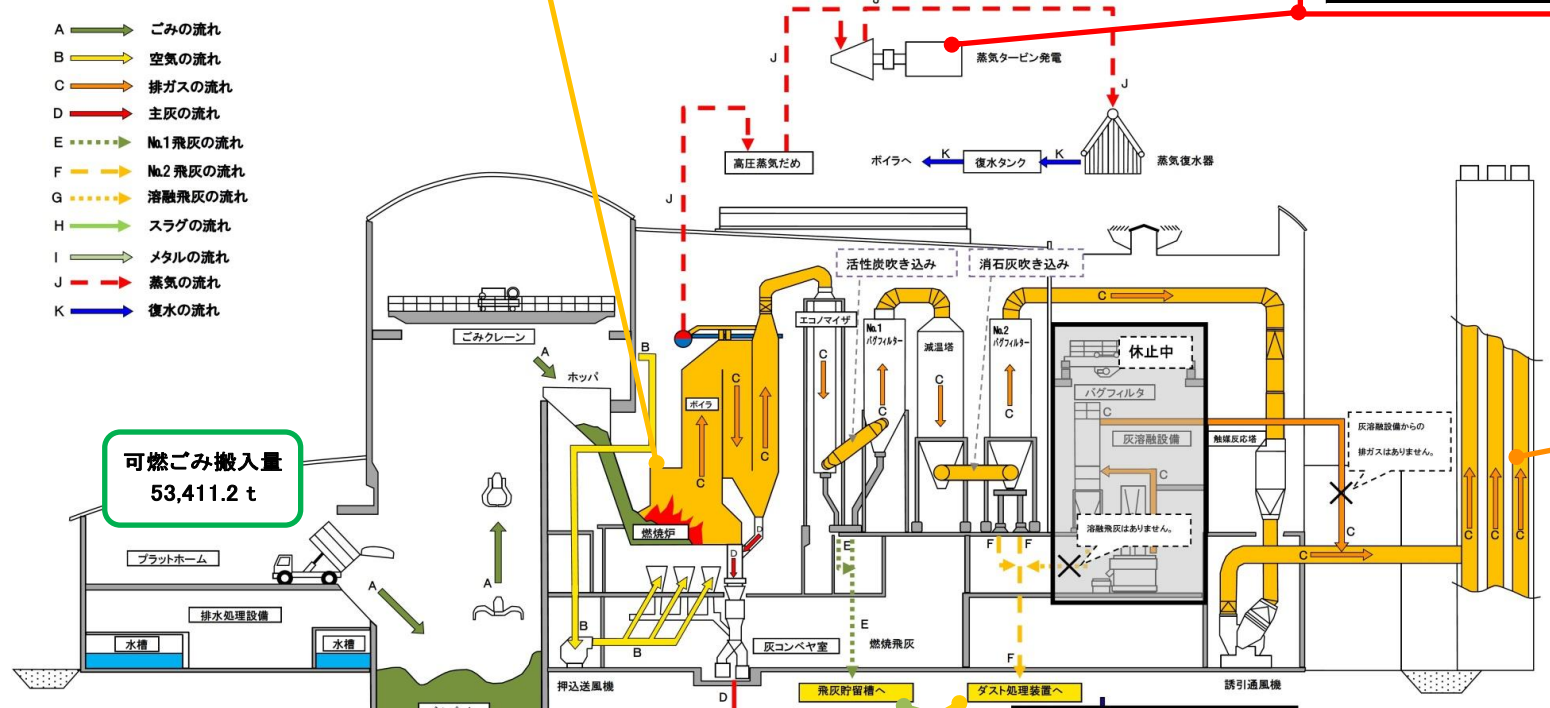 A ごみの流れ
B 空気の流れ
C 排ガスの流れ
D 主灰の流れ
E №1飛灰の流れ
F №2 飛灰の流れ
G 溶融飛灰の流れ
H スラグの流れ
I メタルの流れ
J 蒸気の流れ
K 復水の流れ
J
J
J
J
蒸気タービン発電
高圧蒸気だめ
ボイラへ
K
復水タンク
K
蒸気復水器
活性炭吹き込み
消石灰吹き込み
ごみクレーン
A
ホッパ
B
ボイラ
C
C
C
エコノマイザ
C
№1
バグフィルター
C
C
減温塔
C
№2
バグフィルター
C
C
休止中
バグフィルタ
C
灰溶融設備
C
触媒反応塔
灰溶融設備からの
排ガスはありません。
溶融飛灰はありません。
C
C
C
C
C
可燃ごみ搬入量
53,411.2 t
プラットホーム
A
A
排水処理設備
水槽
水槽
燃焼炉
D
D
E
F
F
B
B
押込送風機
灰コンベヤ室
E
燃焼飛灰
F
D
飛灰貯留槽へ
ダスト処理装置へ
誘引通風機